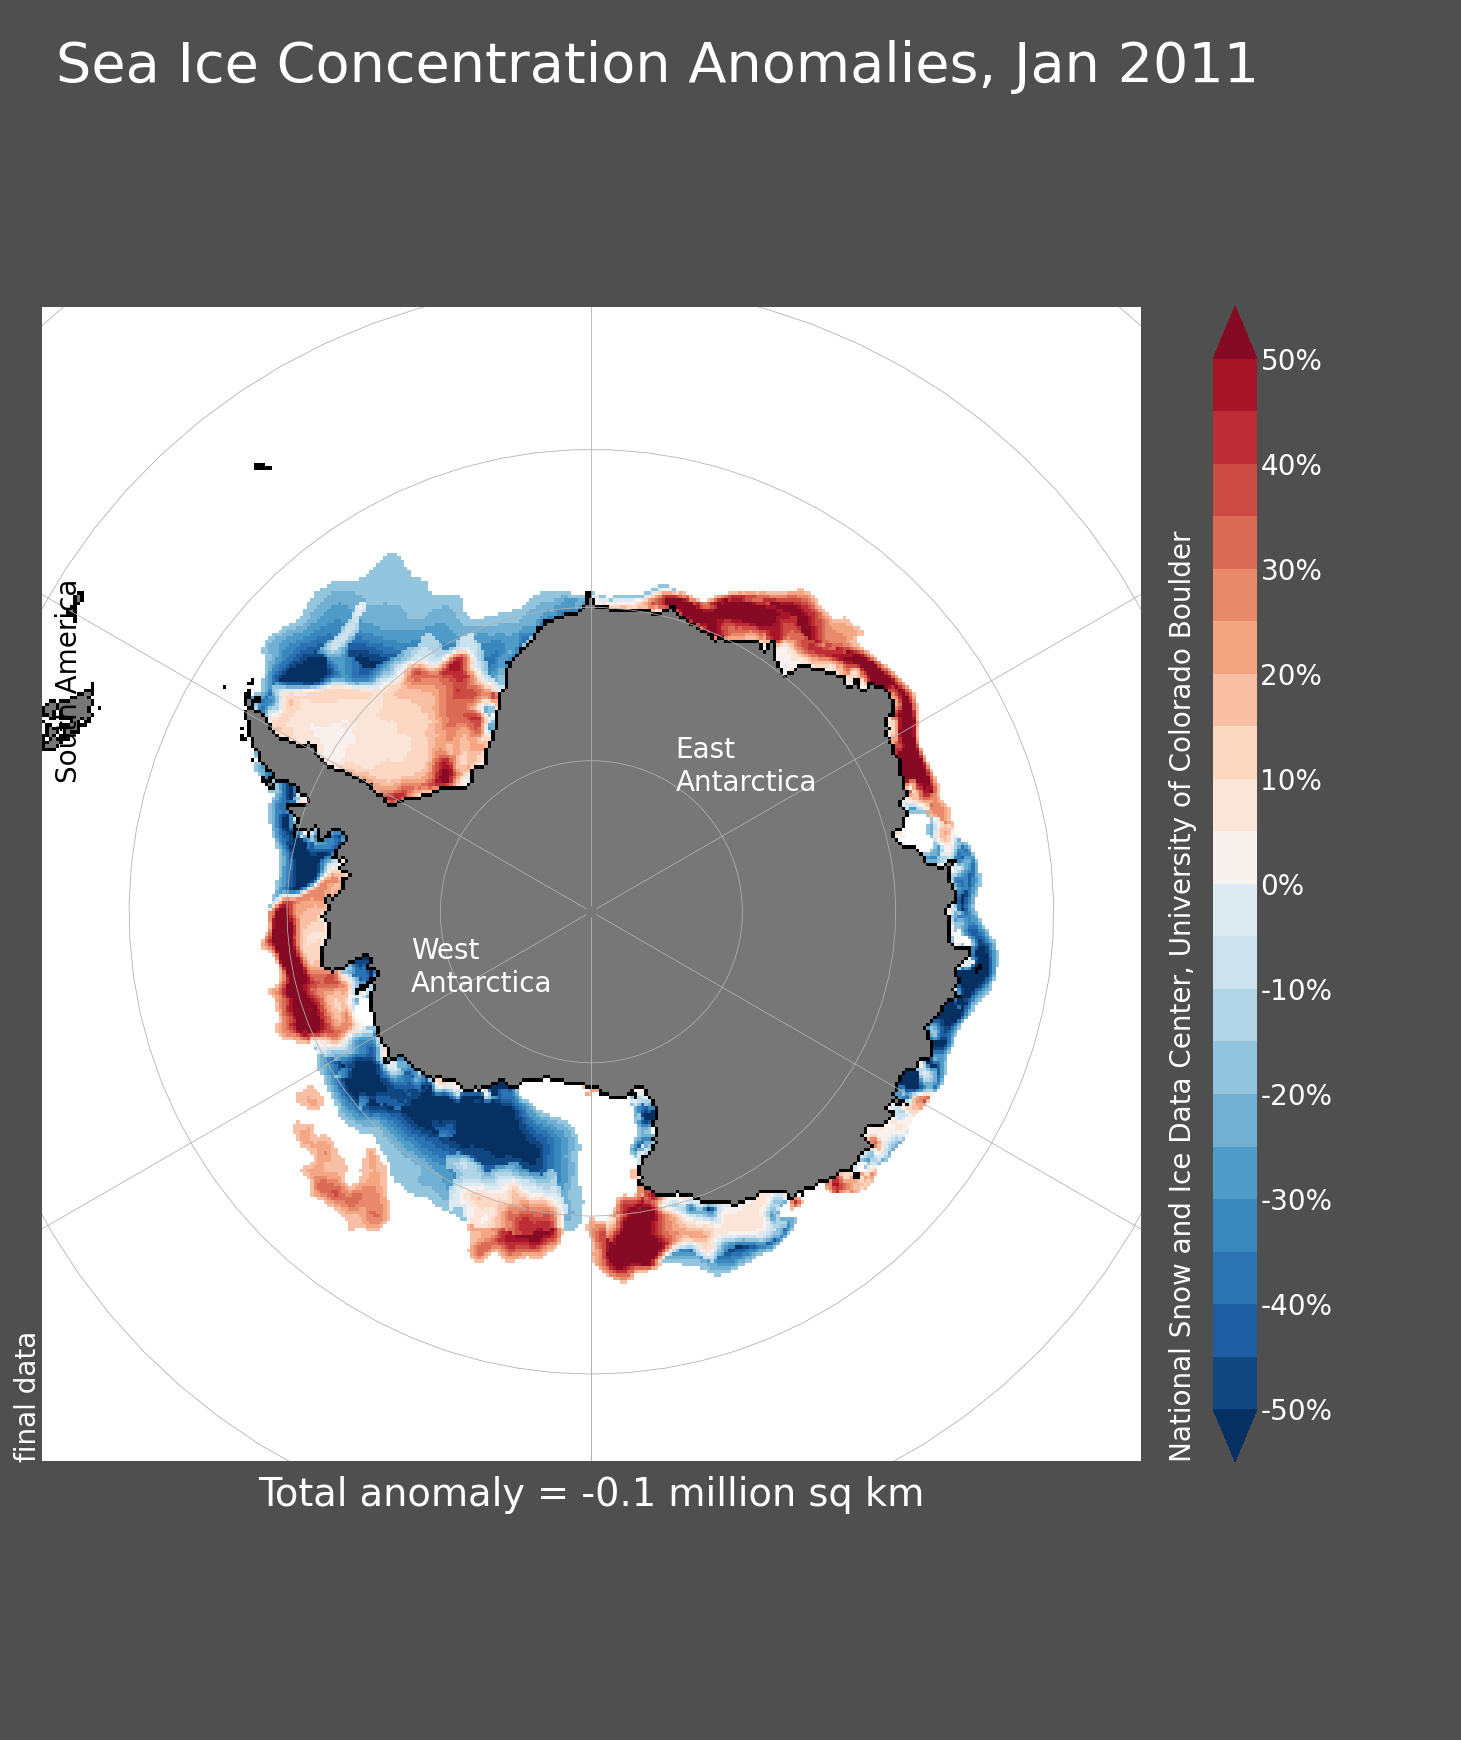 Sea Ice Concentration Anomalies, Jan 2011
South America
East
Antarctica
West
Antarctica
final data
National Snow and Ice Data Center, University of Colorado Boulder
50%
40%
30%
20%
10%
0%
-10%
-20%
-30%
-40%
-50%
Total anomaly = -0.1 million sq km